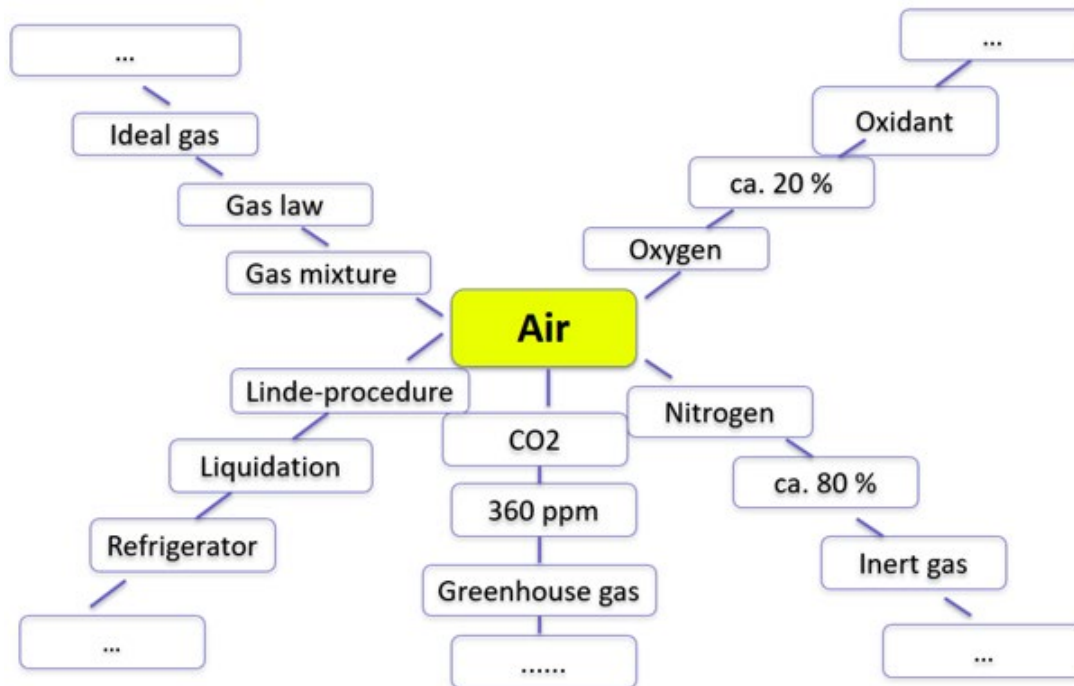 ...
Ideal gas
Gas law
Gas mixture
...
Oxidant
ca. 20 %
Oxygen
Air
Linde-procedure
Liquidation
Refrigerator
...
CO2
360 ppm
Greenhouse gas
......
Nitrogen
ca. 80 %
Inert gas
...